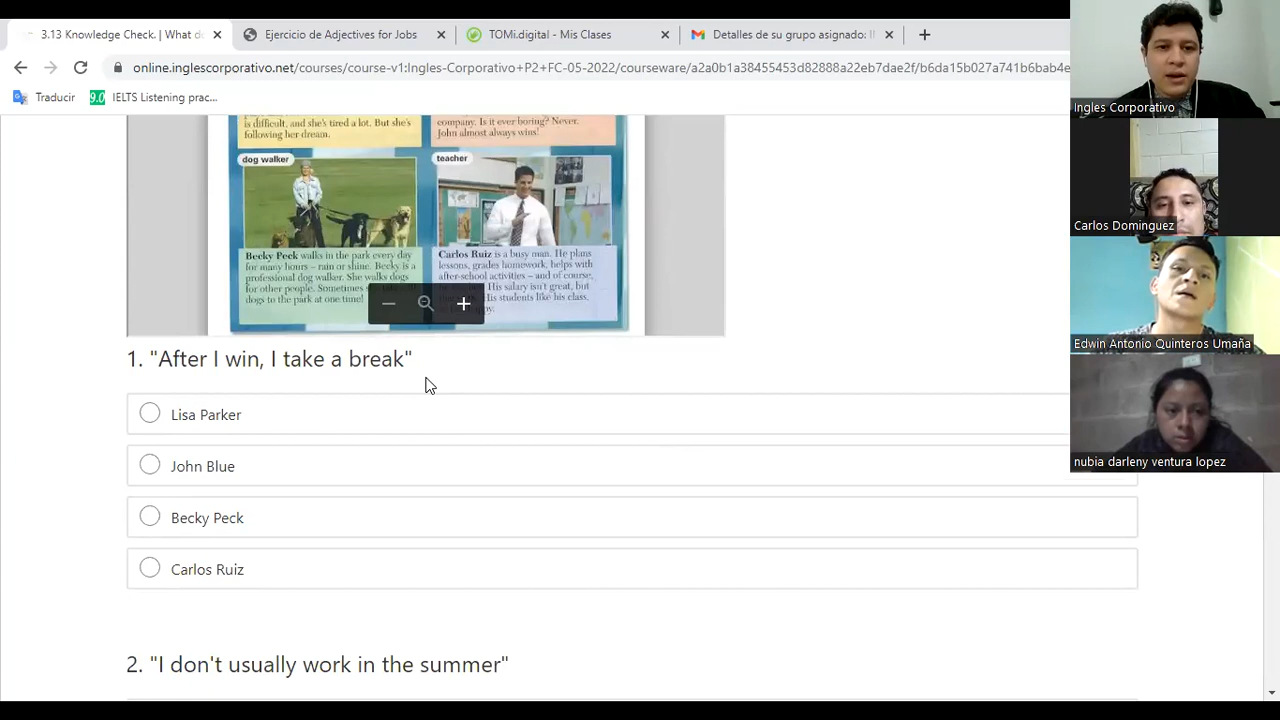 3.13 Knowledge Check. | What do
Ejercicio de Adjectives for Jobs
TOMi.digital - Mis Clases
Detalles de su grupo asignado: I
online.inglescorporativo.net/courses/course-v1:Ingles-Corporativo+P2+FC-05-2022/courseware/a2a0b1a38455453d82888a22eb7dae2f/b6da15b027a741b6bab4e
Traducir
9.0 IELTS Listening prac...
is difficult, and she's tired a lot. But she's
following her dream.
company. Is it ever boring? Never.
John almost always wins!
dog walker
Becky Peck walks in the park every day
for many hours – rain or shine. Becky is a
professional dog walker. She walks dogs
for other people. Sometimes
dogs to the park at one time!
teacher
Carlos Ruiz is a busy man. He plans
lessons, grades homework, helps with
after-school activities – and of course,
His salary isn't great, but
His students like his class,
1. "After I win, I take a break"
Lisa Parker
John Blue
Becky Peck
Carlos Ruiz
2. "I don't usually work in the summer"
Ingles Corporativo
Carlos Dominguez
Edwin Antonio Quinteros Umaña
nubia darleny ventura lopez